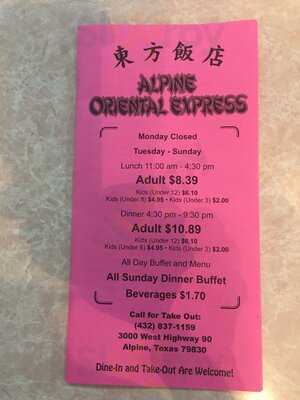 東方飯店
ALPINE
ORIENTAL EXPRESS
Monday Closed
Tuesday - Sunday
Lunch 11:00 am - 4:30 pm
Adult $8.39
Kids (Under 12) $6.10
Kids (Under 8) $4.95 • Kids (Under 3) $2.00
Dinner 4:30 pm - 9:30 pm
Adult $10.89
Kids (Under 12) $8.10
Kids (Under 8) $4.95 • Kids (Under 3) $2.00
All Day Buffet and Menu
All Sunday Dinner Buffet
Beverages $1.70
Call for Take Out:
(432) 837-1159
3000 West Highway 90
Alpine, Texas 79830
Dine-In and Take-Out Are Welcome!